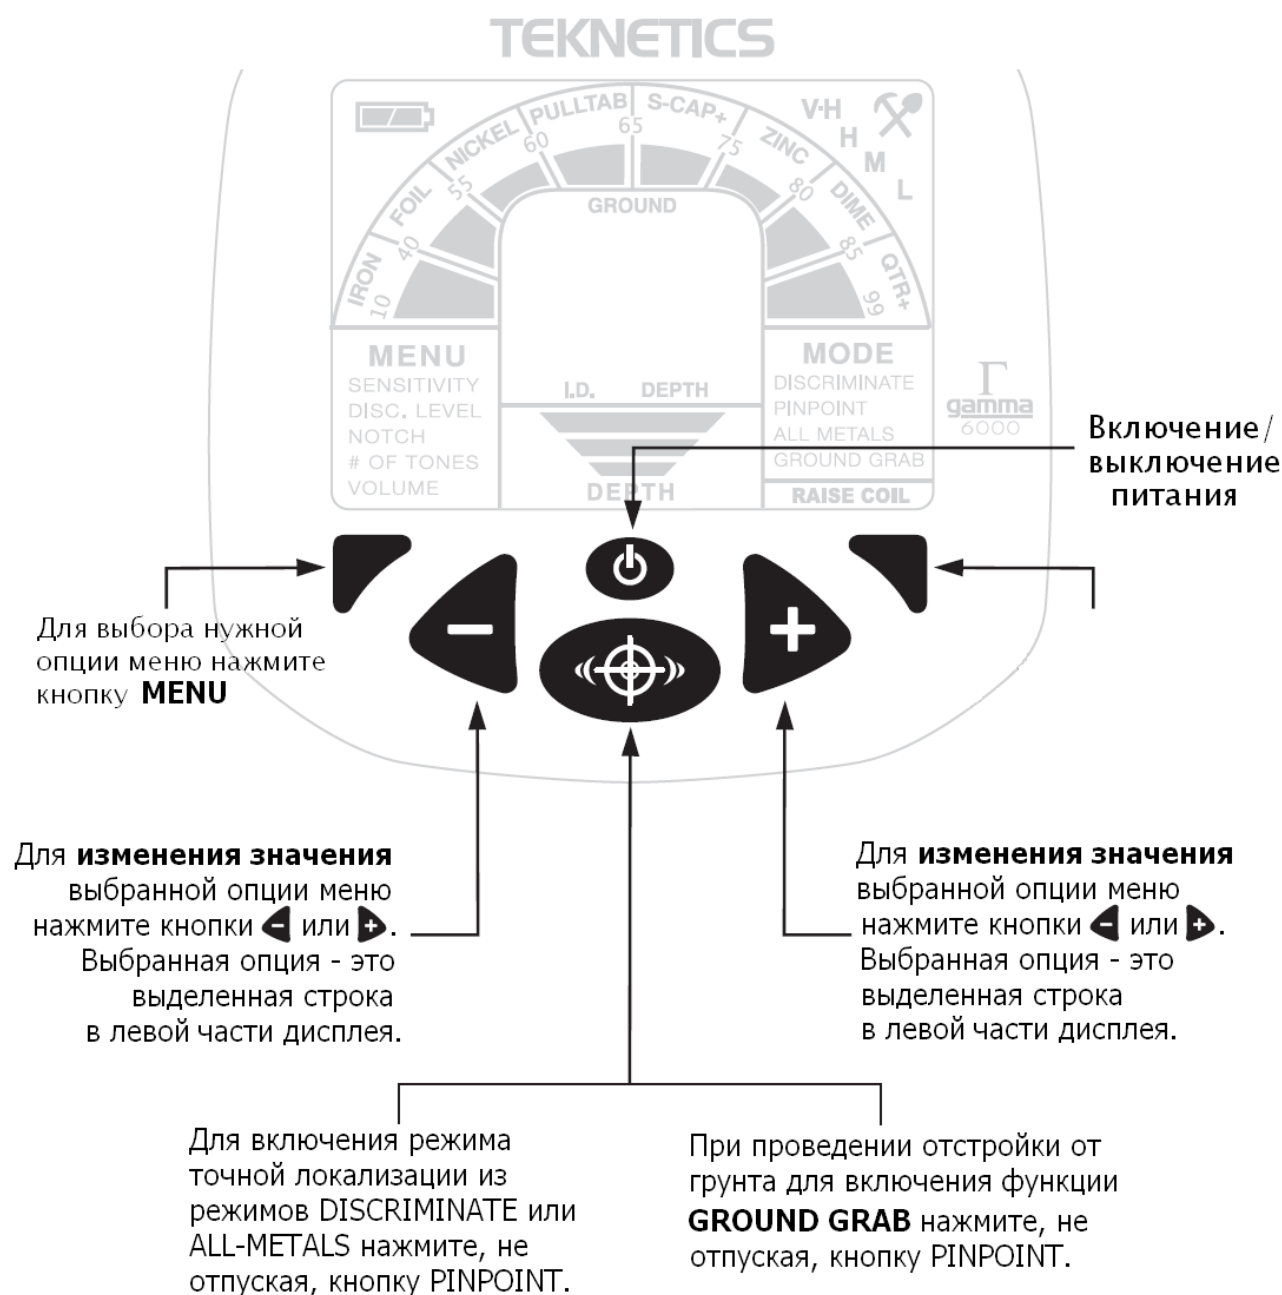 TEKNETICS
IRON
FOIL
NICKEL
PULLTAB
S-CAP+
ZINC
DIME
QTR+
10
40
55
60
65
75
80
85
99
V·H
H
M
L
GROUND
MENU
SENSITIVITY
DISC. LEVEL
NOTCH
# OF TONES
VOLUME
I.D. DEPTH
DEPTH
MODE
DISCRIMINATE
PINPOINT
ALL METALS
GROUND GRAB
RAISE COIL
Γ
gamma
6000
Включение/
выключение
питания
Для выбора нужной
опции меню нажмите
кнопку MENU
−
+
Для изменения значения
выбранной опции меню
нажмите кнопки - или +.
Выбранная опция - это
выделенная строка
в левой части дисплея.
Для изменения значения
выбранной опции меню
нажмите кнопки - или +.
Выбранная опция - это
выделенная строка
в левой части дисплея.
Для включения режима
точной локализации из
режимов DISCRIMINATE или
ALL-METALS нажмите, не
отпуская, кнопку PINPOINT.
При проведении отстройки от
грунта для включения функции
GROUND GRAB нажмите, не
отпуская, кнопку PINPOINT.